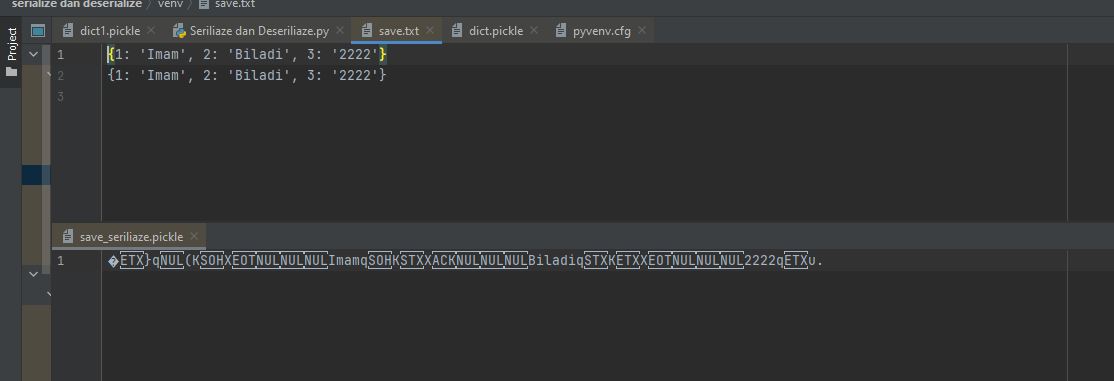 serialize dan deserialize > venv > save.txt
Project
dict1.pickle × Seriliaze dan Deseriliaze.py × save.txt × dict.pickle × pyvenv.cfg ×
1 {1: 'Imam', 2: 'Biladi', 3: '2222'}
2 {1: 'Imam', 2: 'Biladi', 3: '2222'}
3
save_seriliaze.pickle ×
1 �ETX}qNUL(KSOHXEOTNULNULNULImamqSOHKSTXXACKNULNULNULBiladiqSTXKETXXEOTNULNULNUL2222qETXu.